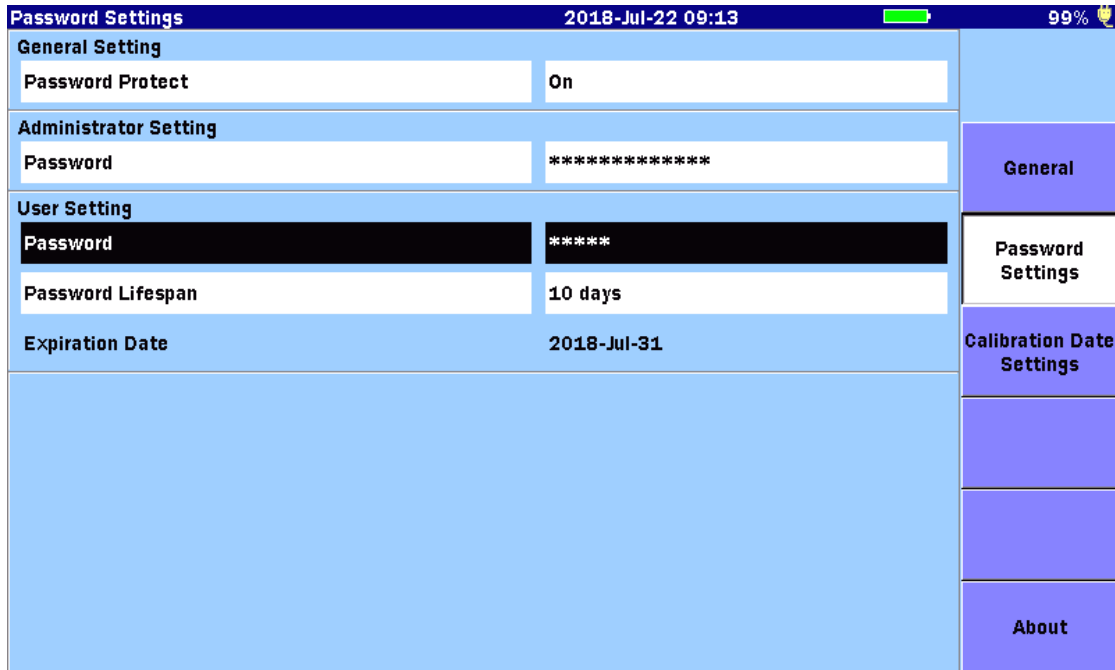 Password Settings 2018-Jul-22 09:13 99%
General Setting
Password Protect On
Administrator Setting
Password *************
User Setting
Password *****
Password Lifespan 10 days
Expiration Date 2018-Jul-31
General
Password
Settings
Calibration Date
Settings
About